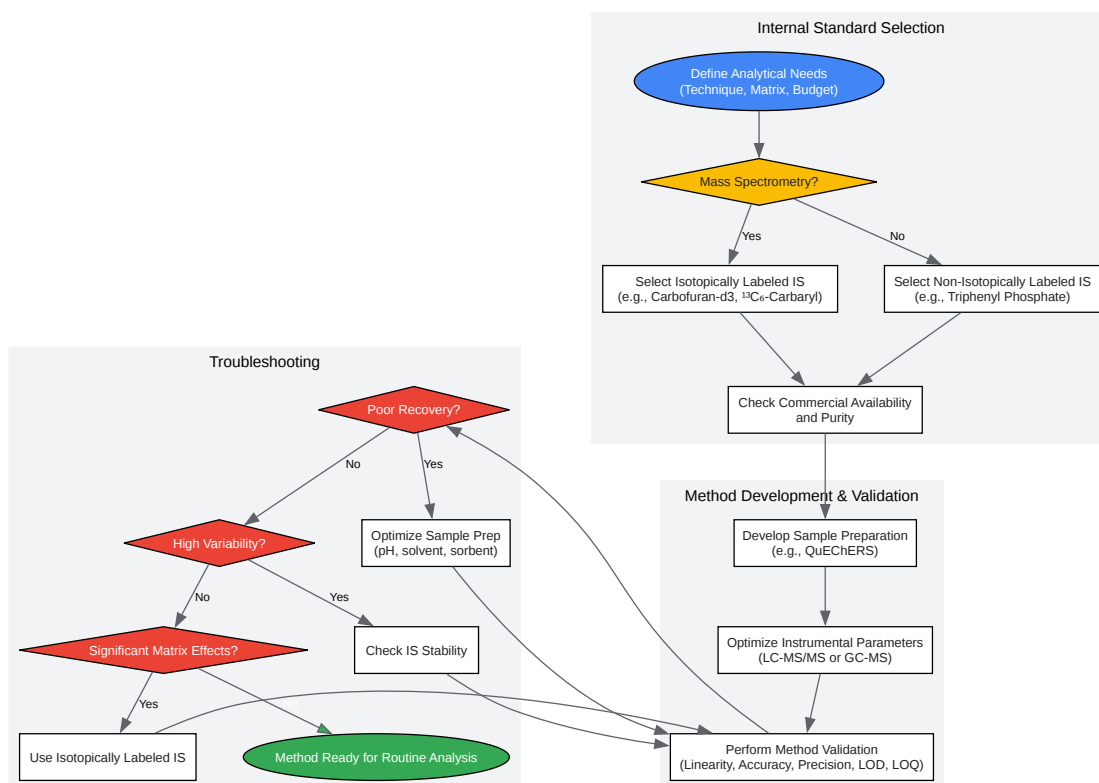 Internal Standard Selection
Define Analytical Needs
(Technique, Matrix, Budget)
Mass Spectrometry?
Yes
No
Select Isotopically Labeled IS
(e.g., Carbofuran-d3, ¹³C₆-Carbaryl)
Select Non-Isotopically Labeled IS
(e.g., Triphenyl Phosphate)
Check Commercial Availability
and Purity
Troubleshooting
Poor Recovery?
No
Yes
High Variability?
Optimize Sample Prep
(pH, solvent, sorbent)
No
Yes
Significant Matrix Effects?
Check IS Stability
Yes
Use Isotopically Labeled IS
Method Ready for Routine Analysis
Method Development & Validation
Develop Sample Preparation
(e.g., QuEChERS)
Optimize Instrumental Parameters
(LC-MS/MS or GC-MS)
Perform Method Validation
(Linearity, Accuracy, Precision, LOD, LOQ)